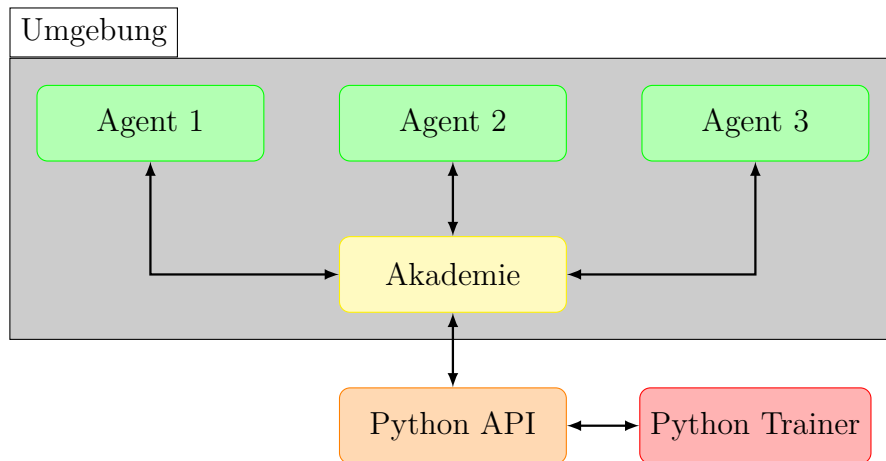 Umgebung
Agent 1
Agent 2
Agent 3
Akademie
Python API
Python Trainer